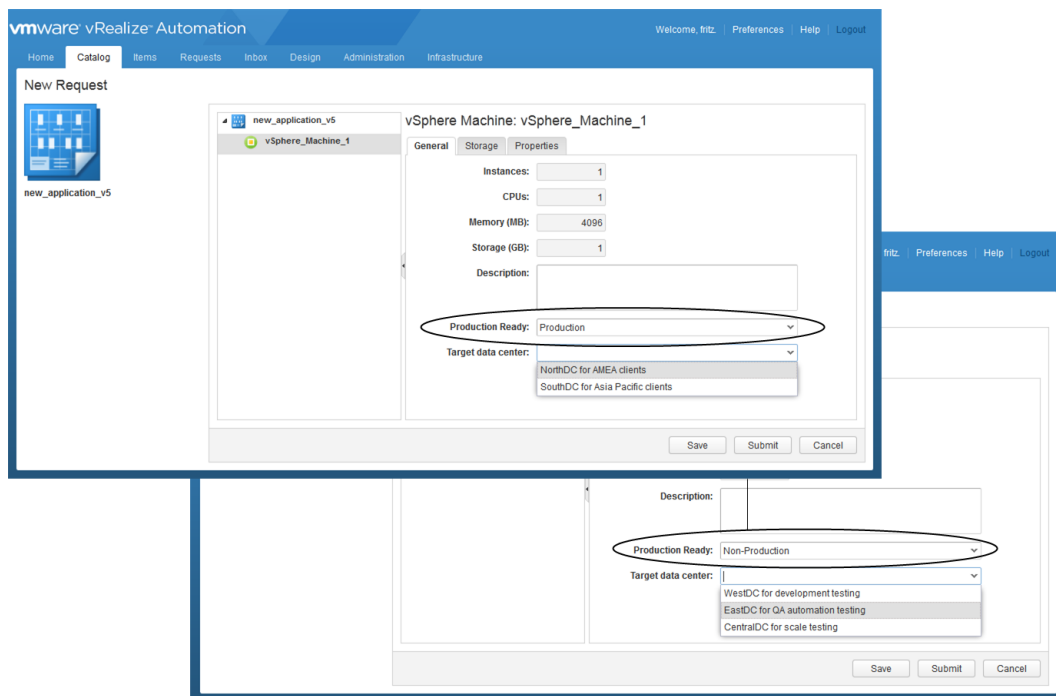 vmware vRealize™ Automation
Welcome, fritz. | Preferences | Help | Logout
Home Catalog Items Requests Inbox Design Administration Infrastructure
New Request
new_application_v5
new_application_v5
vSphere_Machine_1
vSphere Machine: vSphere_Machine_1
General Storage Properties
Instances: 1
CPUs: 1
Memory (MB): 4096
Storage (GB): 1
Description:
Production Ready: Production
Target data center:
NorthDC for AMEA clients
SouthDC for Asia Pacific clients
Save Submit Cancel
fritz. | Preferences | Help | Logout
Description:
Production Ready: Non-Production
Target data center:
WestDC for development testing
EastDC for QA automation testing
CentralDC for scale testing
Save Submit Cancel